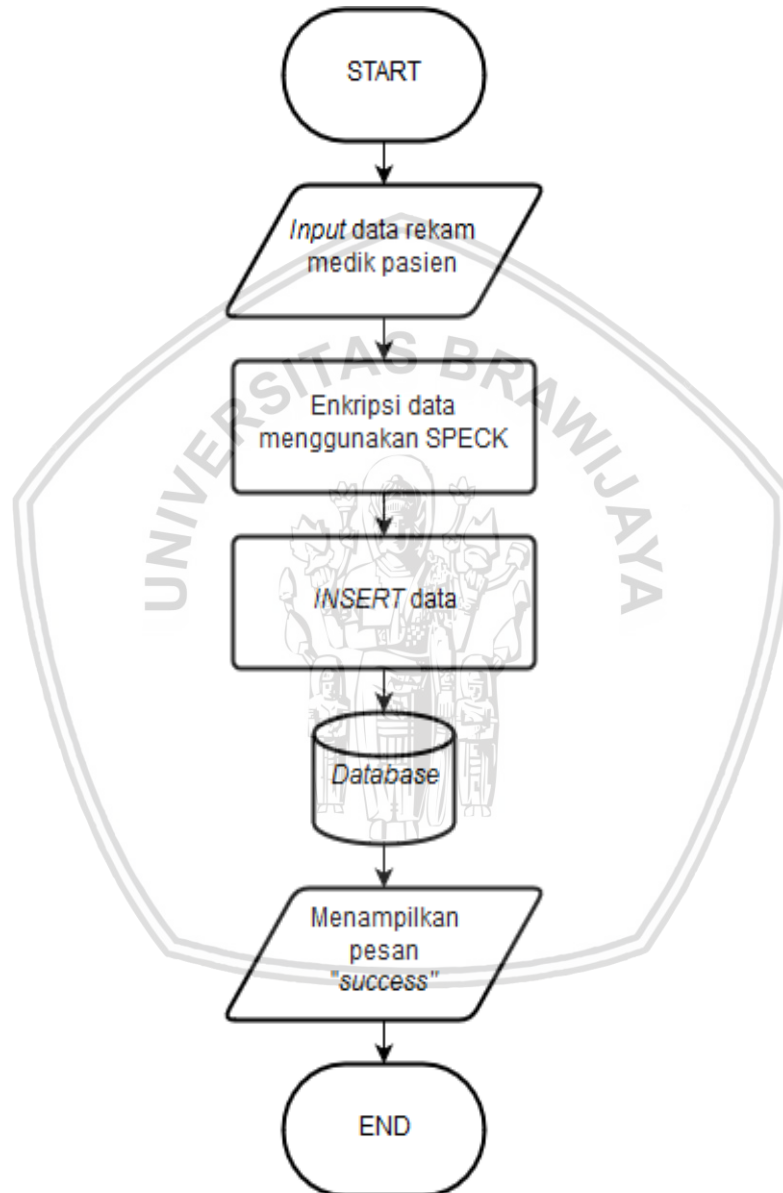 START
Input data rekam
medik pasien
UNIVERSITAS BRAWIJAYA
Enkripsi data
menggunakan SPECK
INSERT data
Database
Menampilkan
pesan
"success"
END